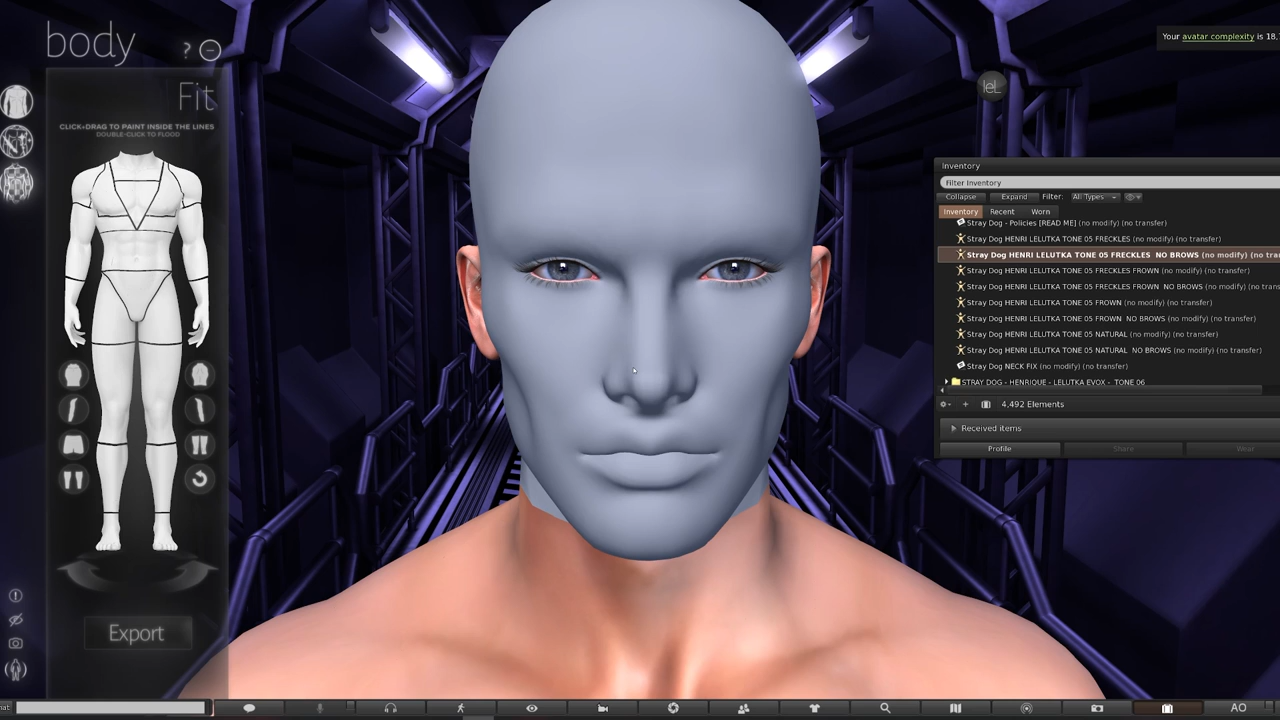 body
?
Fit
CLICK+DRAG TO PAINT INSIDE THE LINES
DOUBLE-CLICK TO FLOOD
Export
Your avatar complexity is 18.
leL
Inventory
Filter Inventory
Collapse Expand Filter: All Types
Inventory Recent Worn
Stray Dog - Policies [READ ME] (no modify) (no transfer)
Stray Dog HENRI LELUTKA TONE 05 FRECKLES (no modify) (no transfer)
Stray Dog HENRI LELUTKA TONE 05 FRECKLES NO BROWS (no modify) (no tra
Stray Dog HENRI LELUTKA TONE 05 FRECKLES FROWN (no modify) (no transfer)
Stray Dog HENRI LELUTKA TONE 05 FRECKLES FROWN NO BROWS (no modify) (no trans
Stray Dog HENRI LELUTKA TONE 05 FROWN (no modify) (no transfer)
Stray Dog HENRI LELUTKA TONE 05 FROWN NO BROWS (no modify) (no transfer)
Stray Dog HENRI LELUTKA TONE 05 NATURAL (no modify) (no transfer)
Stray Dog HENRI LELUTKA TONE 05 NATURAL NO BROWS (no modify) (no transfer)
Stray Dog NECK FIX (no modify) (no transfer)
STRAY DOG - HENRIQUE - LELUTKA EVOX - TONE 06
4,492 Elements
Received items
Profile Share Wear
AO